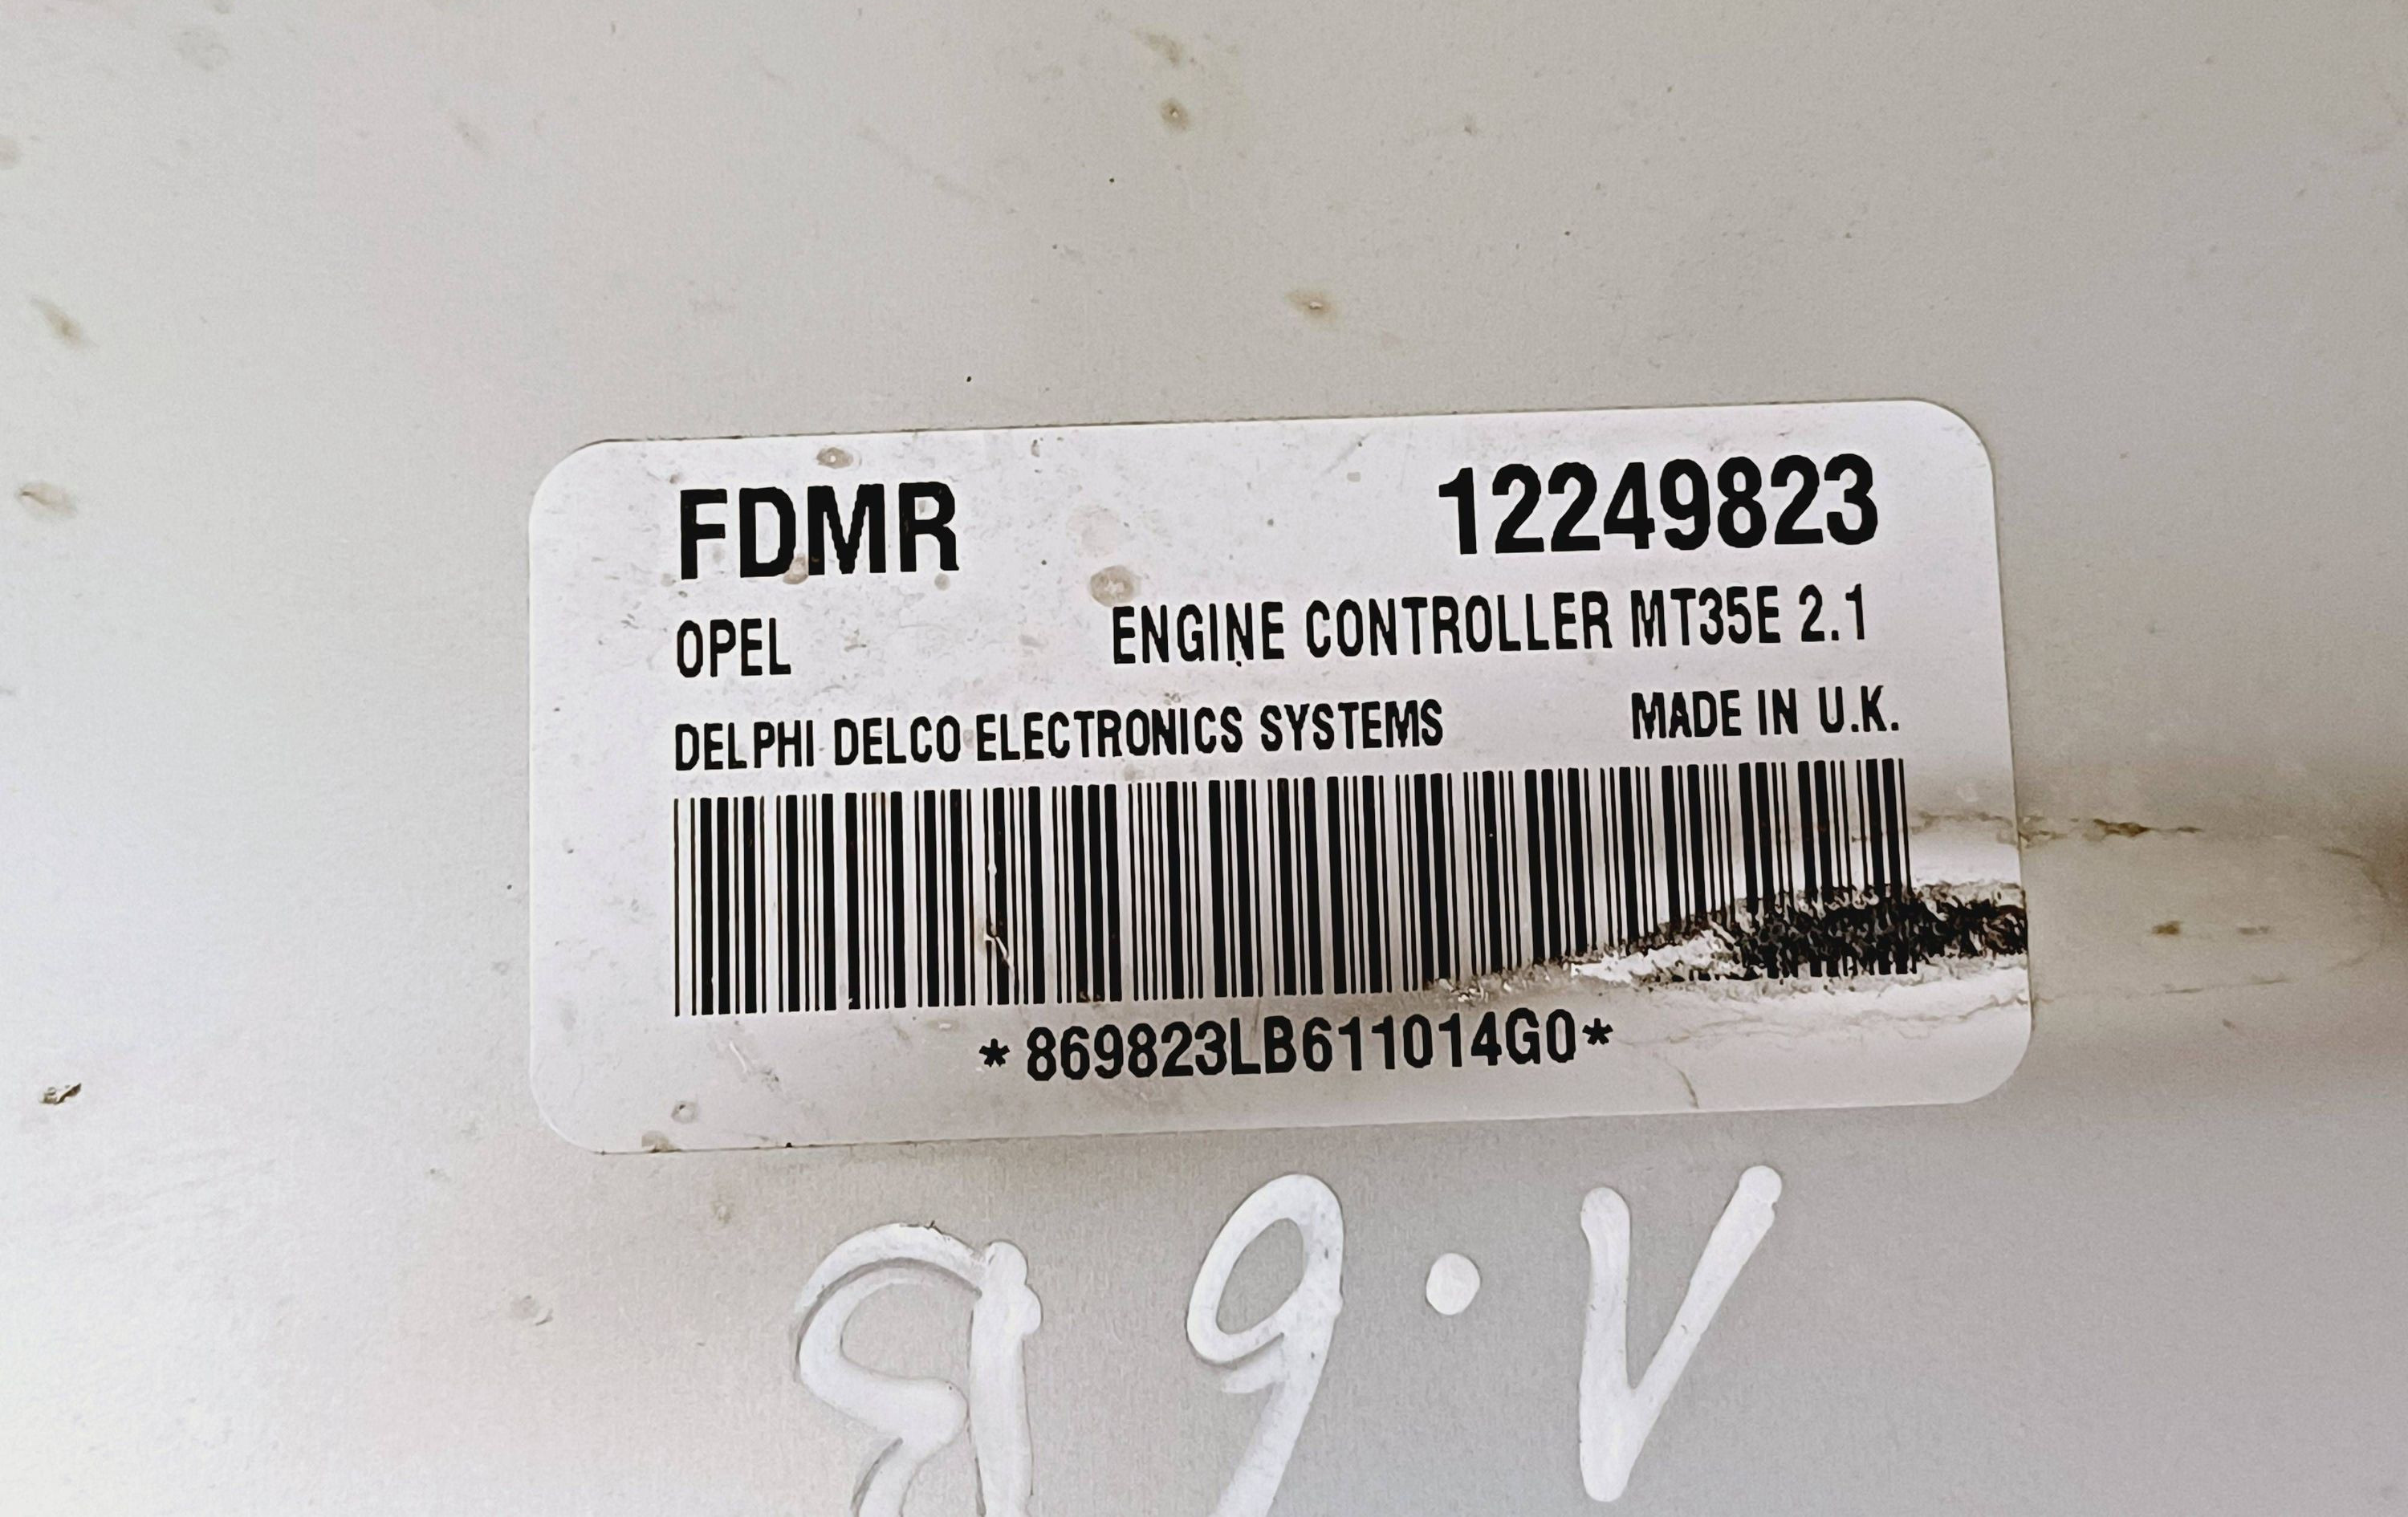 FDMR 12249823
OPEL ENGINE CONTROLLER MT35E 2.1
DELPHI DELCO ELECTRONICS SYSTEMS MADE IN U.K.
*869823LB611014G0*